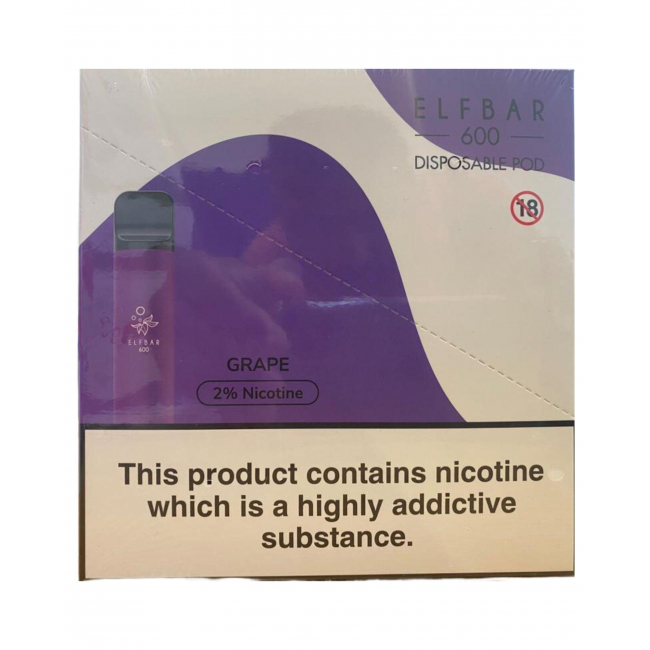 ELFBAR
600
DISPOSABLE POD
18
ELFBAR
600
GRAPE
2% Nicotine
This product contains nicotine
which is a highly addictive
substance.